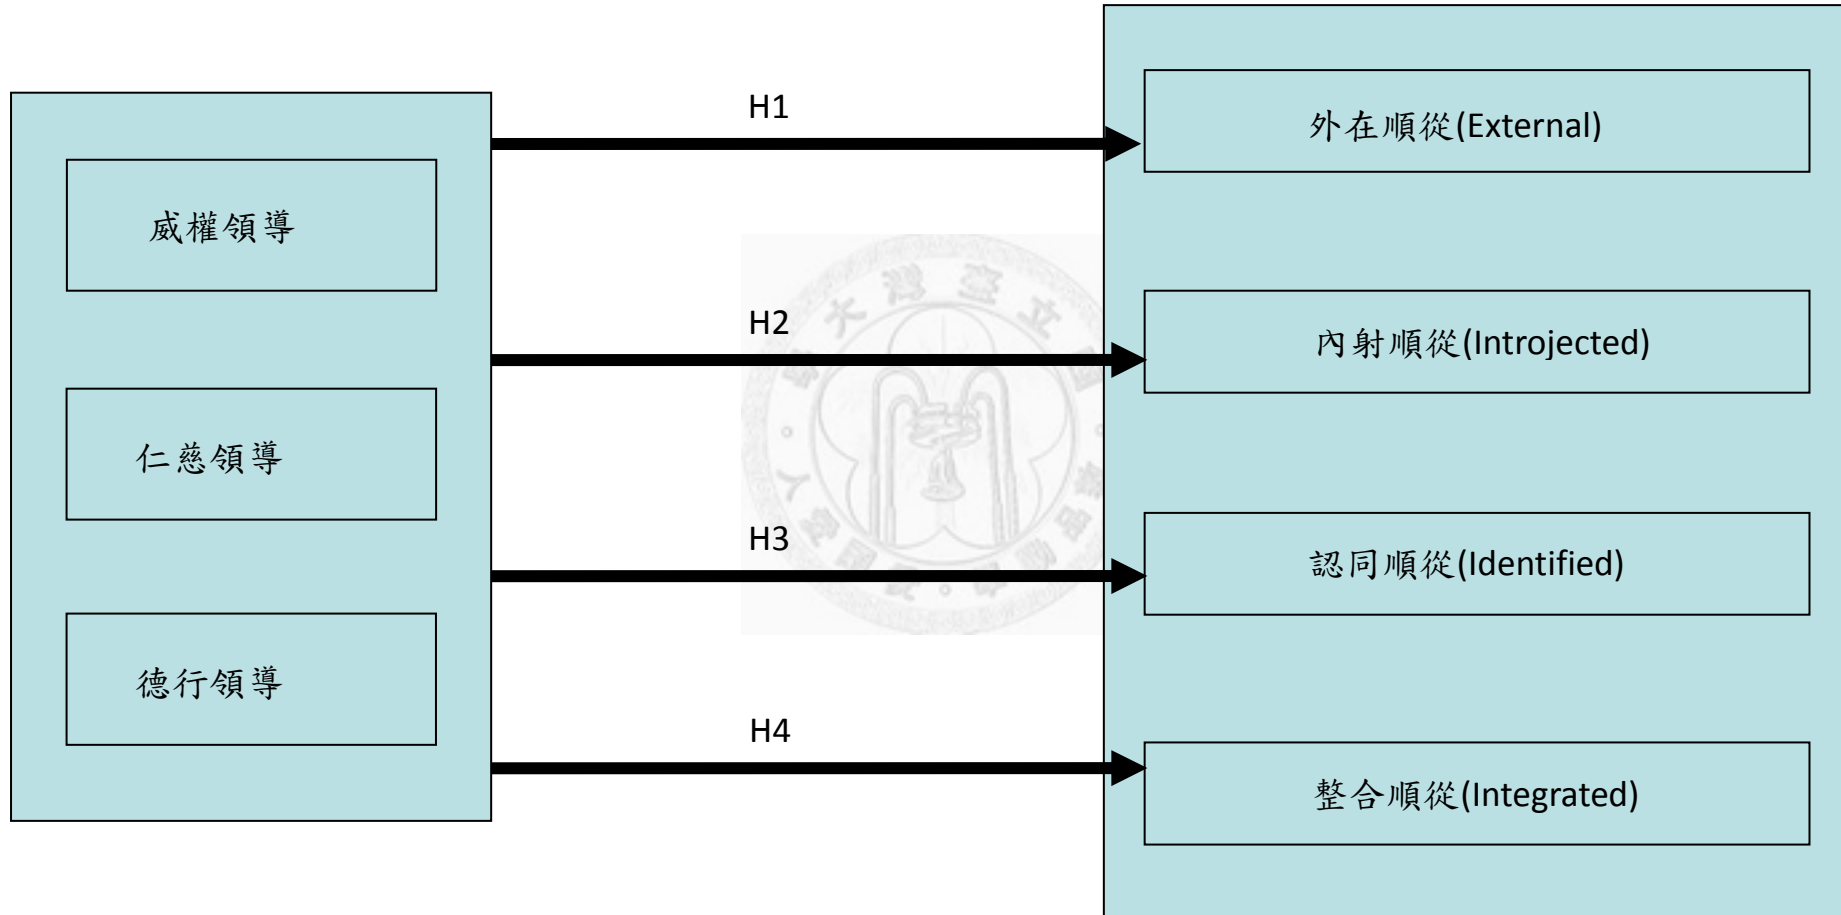 威權領導
仁慈領導
德行領導
H1
H2
H3
H4
外在順從(External)
內射順從(Introjected)
認同順從(Identified)
整合順從(Integrated)